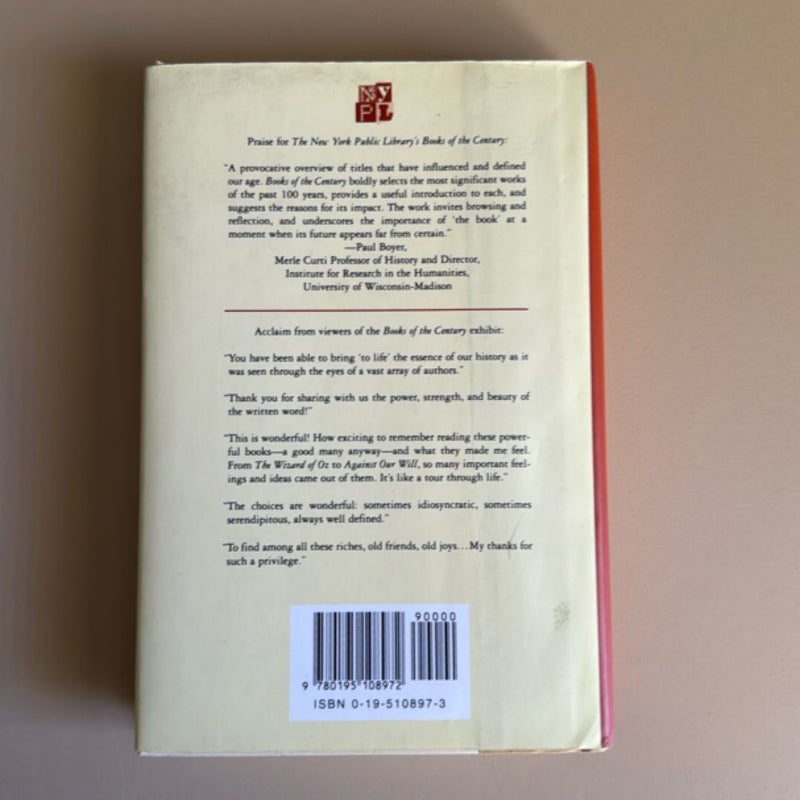 NYPL
Praise for The New York Public Library's Books of the Century:
"A provocative overview of titles that have influenced and defined
our age. Books of the Century boldly selects the most significant works
of the past 100 years, provides a useful introduction to each, and
suggests the reasons for its impact. The work invites browsing and
reflection, and underscores the importance of 'the book' at a
moment when its future appears far from certain."
—Paul Boyer,
Merle Curti Professor of History and Director,
Institute for Research in the Humanities,
University of Wisconsin-Madison
Acclaim from viewers of the Books of the Century exhibit:
"You have been able to bring 'to life' the essence of our history as it
was seen through the eyes of a vast array of authors."
"Thank you for sharing with us the power, strength, and beauty of
the written word!"
"This is wonderful! How exciting to remember reading these power-
ful books—a good many anyway—and what they made me feel.
From The Wizard of Oz to Against Our Will, so many important feel-
ings and ideas came out of them. It's like a tour through life."
"The choices are wonderful: sometimes idiosyncratic, sometimes
serendipitous, always well defined."
"To find among all these riches, old friends, old joys...My thanks for
such a privilege."
90000
9 780195 108972
ISBN 0-19-510897-3